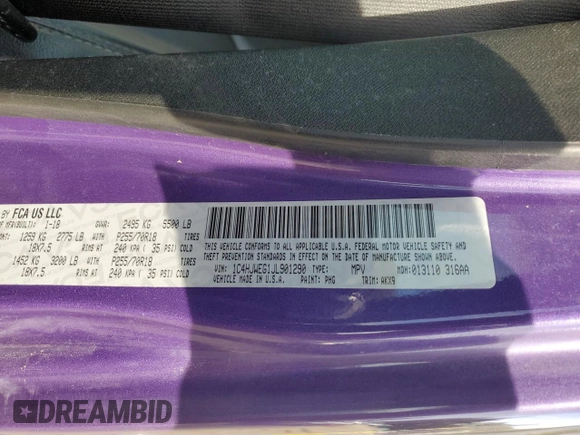 BY FCA US LLC
OF MFR(BUILT): 1-18 GVWR: 2495 KG 5500 LB
1259 KG 2775 LB P255/70R18 TIRES
18X7.5 RIMS AT 240 KPA ( 35 PSI) COLD
1452 KG 3200 LB P255/70R18 TIRES
18X7.5 RIMS AT 240 KPA ( 35 PSI) COLD
THIS VEHICLE CONFORMS TO ALL APPLICABLE U.S.A. FEDERAL MOTOR VEHICLE SAFETY AND
THEFT PREVENTION STANDARDS IN EFFECT ON THE DATE OF MANUFACTURE SHOWN ABOVE.
VIN: 1C4HJWEG1JL901290 TYPE: MPV MDH: 013110 316AA
VEHICLE MADE IN U.S.A. PAINT: PHG TRIM: AKX9
DREAMBID